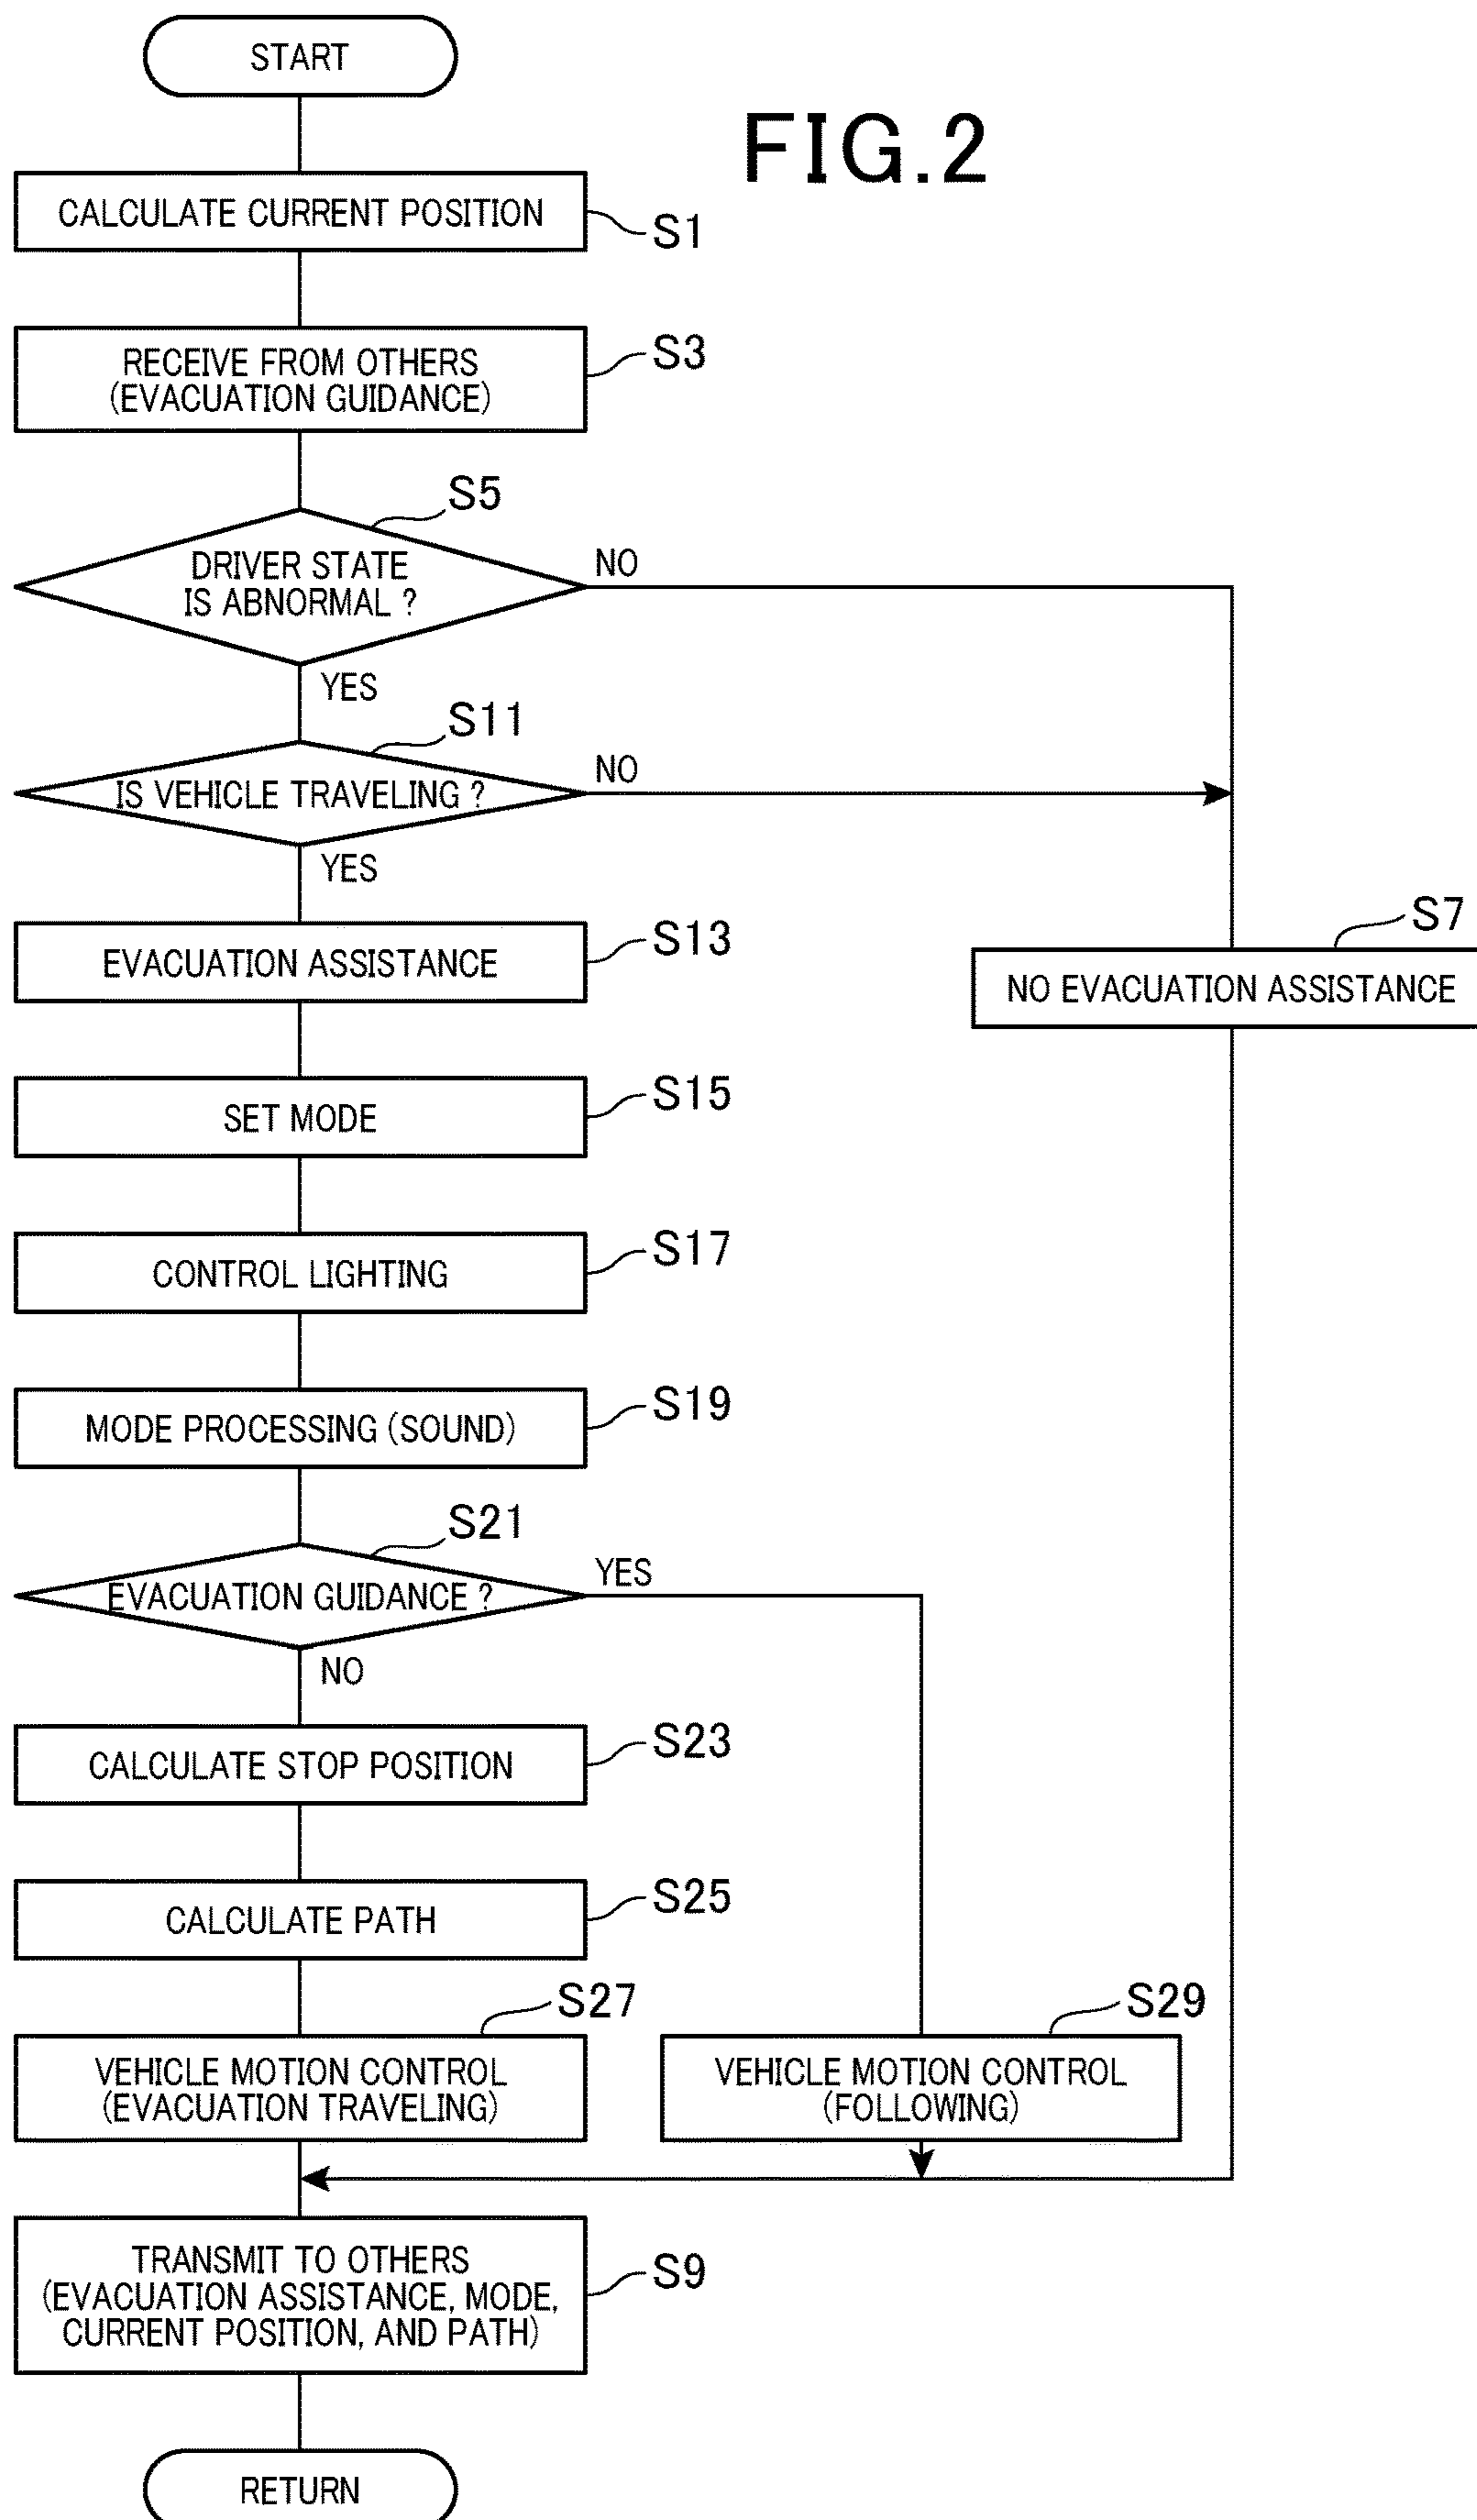 START
FIG.2
CALCULATE CURRENT POSITION
S1
RECEIVE FROM OTHERS
(EVACUATION GUIDANCE)
S3
S5
DRIVER STATE
IS ABNORMAL ?
NO
YES
S11
IS VEHICLE TRAVELING ?
NO
YES
EVACUATION ASSISTANCE
S13
S7
NO EVACUATION ASSISTANCE
SET MODE
S15
CONTROL LIGHTING
S17
MODE PROCESSING (SOUND)
S19
S21
EVACUATION GUIDANCE ?
YES
NO
CALCULATE STOP POSITION
S23
CALCULATE PATH
S25
S27
VEHICLE MOTION CONTROL
(EVACUATION TRAVELING)
S29
VEHICLE MOTION CONTROL
(FOLLOWING)
TRANSMIT TO OTHERS
(EVACUATION ASSISTANCE, MODE,
CURRENT POSITION, AND PATH)
S9
RETURN